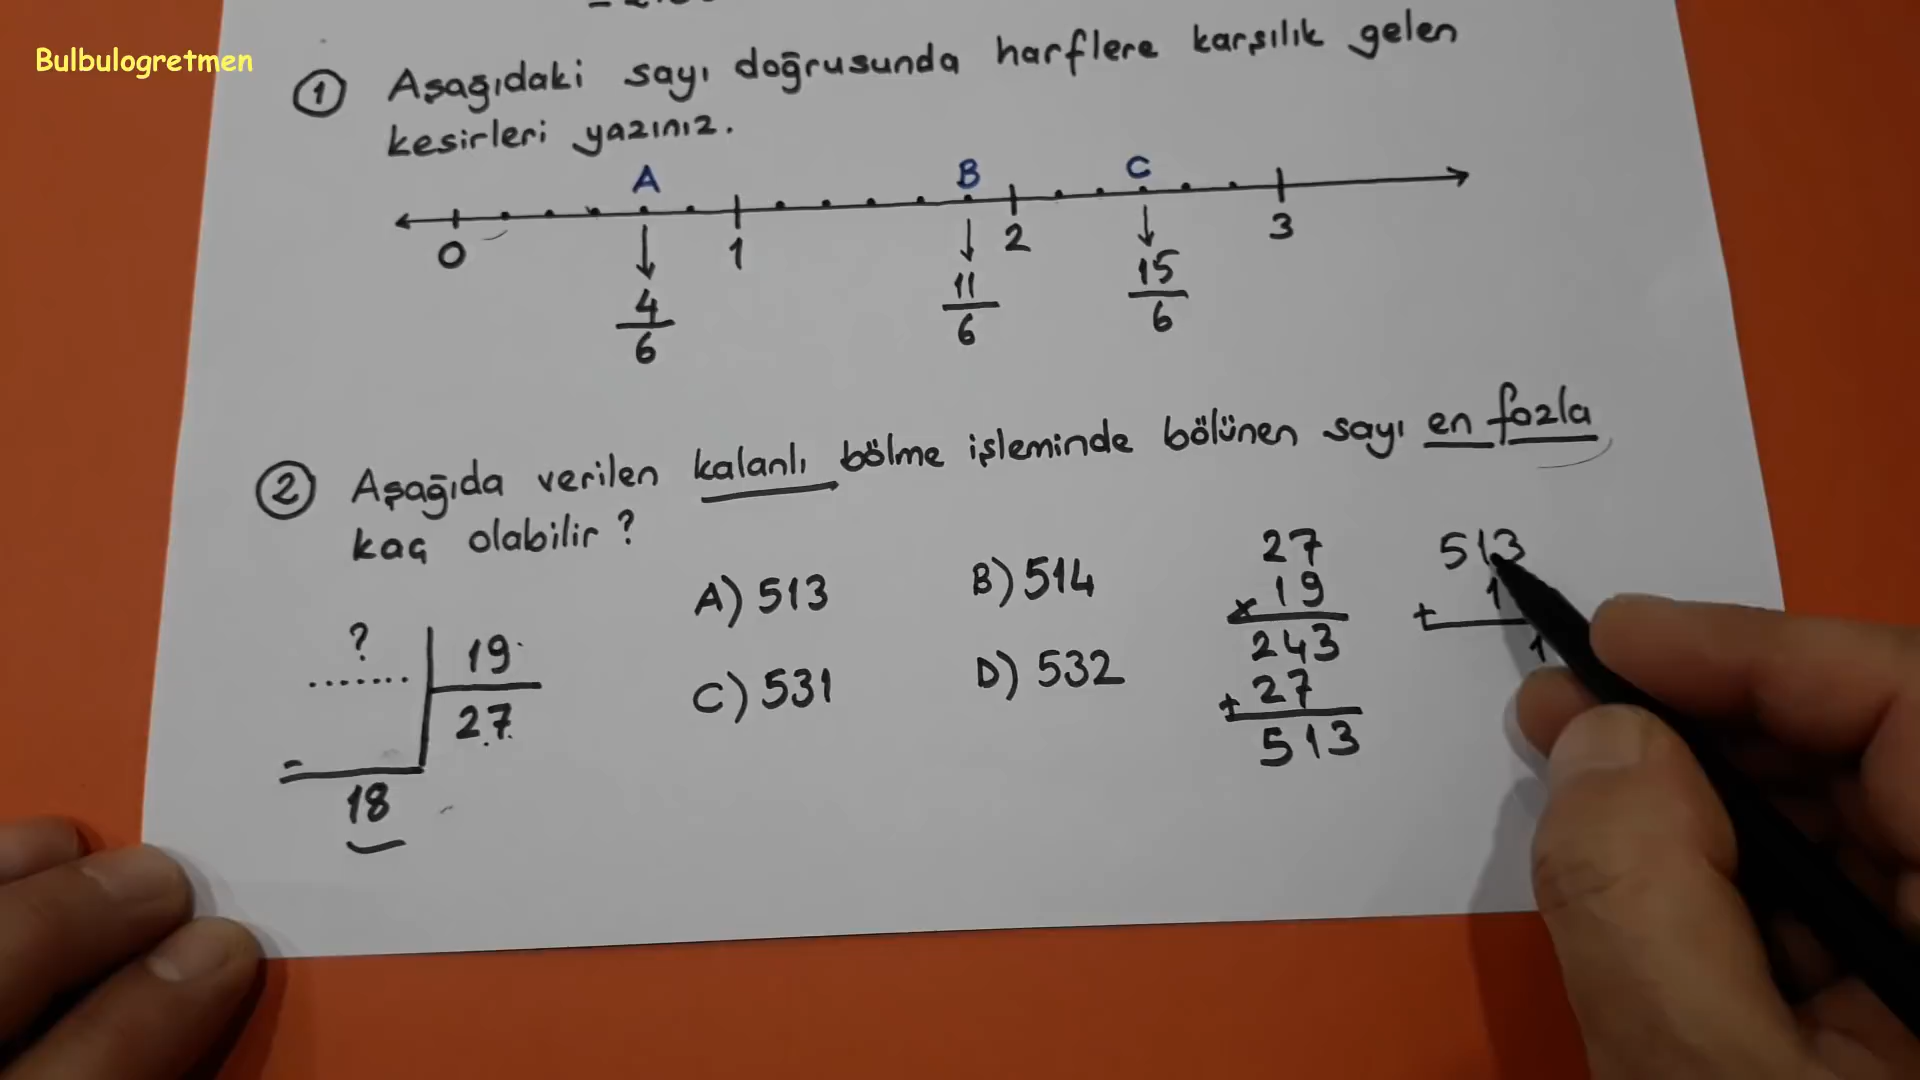 Bulbulogretmen
① Aşağıdaki sayı doğrusunda harflere karşılık gelen
kesirleri yazınız.
A B C
0 1 2 3
4/6 11/6 15/6
② Aşağıda verilen kalanlı bölme işleminde bölünen sayı en fazla
kaç olabilir?
A) 513 B) 514
C) 531 D) 532
? 19
27
18
27
x 19
243
+ 27
513
513
+ 1
1